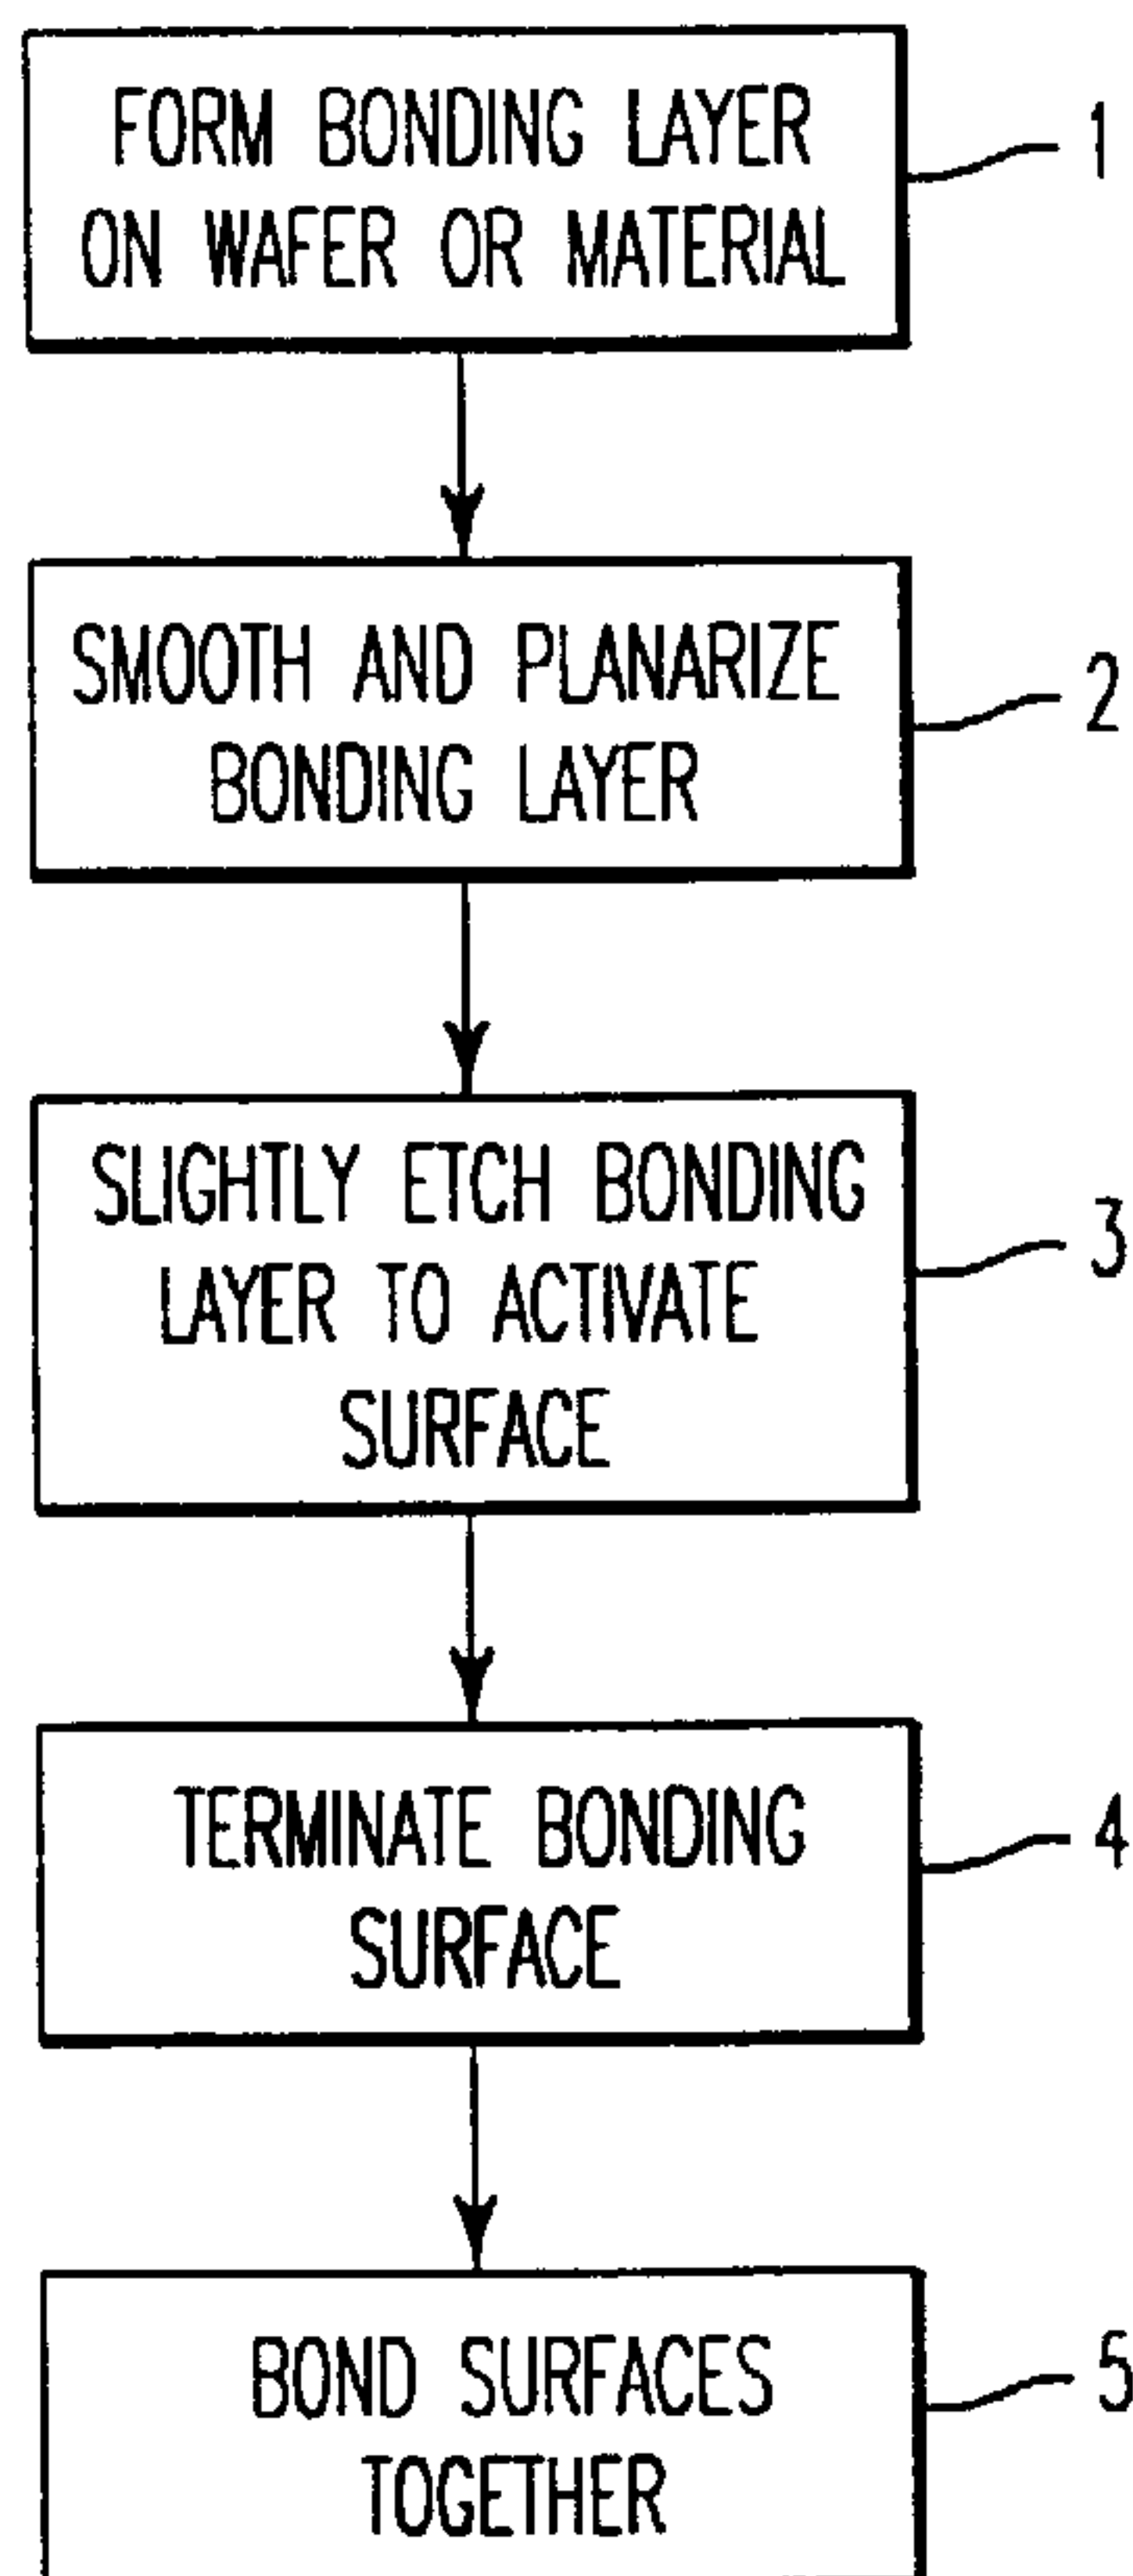 FORM BONDING LAYER
ON WAFER OR MATERIAL
1
SMOOTH AND PLANARIZE
BONDING LAYER
2
SLIGHTLY ETCH BONDING
LAYER TO ACTIVATE
SURFACE
3
TERMINATE BONDING
SURFACE
4
BOND SURFACES
TOGETHER
5